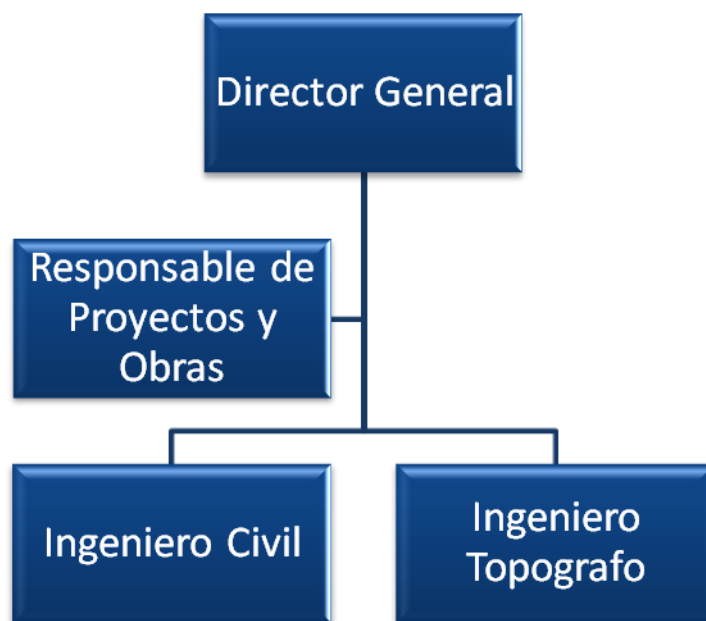 Director General
Responsable de
Proyectos y
Obras
Ingeniero Civil
Ingeniero
Topografo